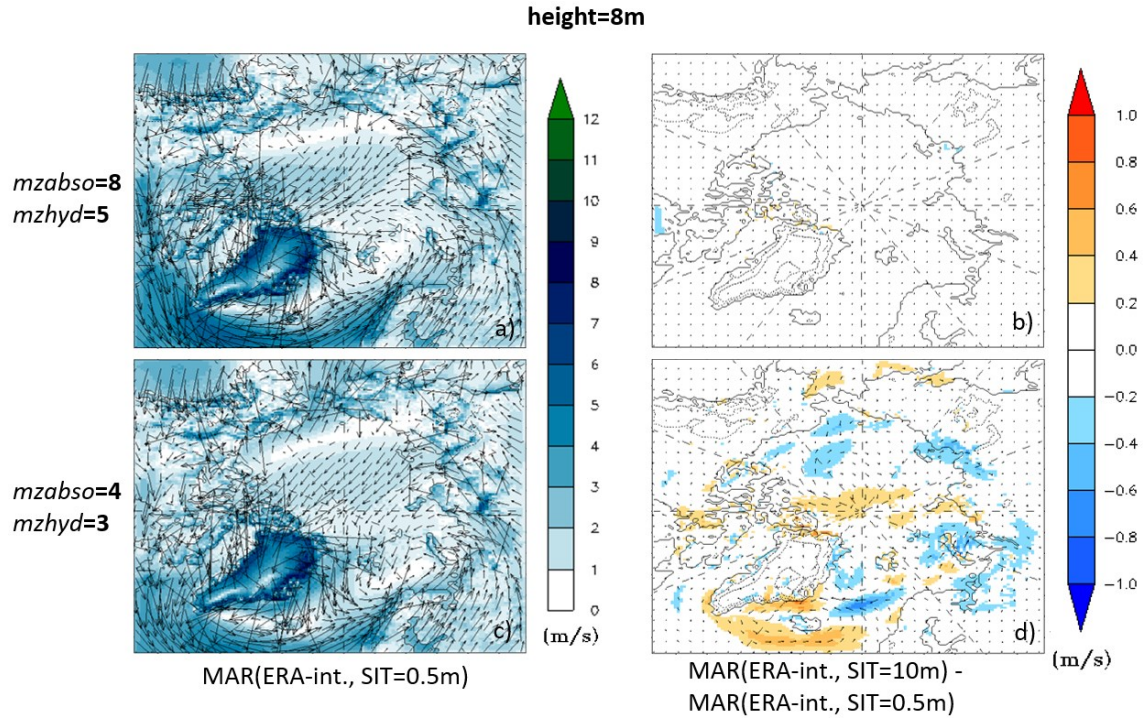 height=8m
mzabso=8
mzhyd=5
a)
12
11
10
9
8
7
6
5
4
3
2
1
0
(m/s)
b)
1.0
0.8
0.6
0.4
0.2
0.0
−0.2
−0.4
−0.6
−0.8
−1.0
(m/s)
mzabso=4
mzhyd=3
c)
d)
MAR(ERA-int., SIT=0.5m)
MAR(ERA-int., SIT=10m) -
MAR(ERA-int., SIT=0.5m)